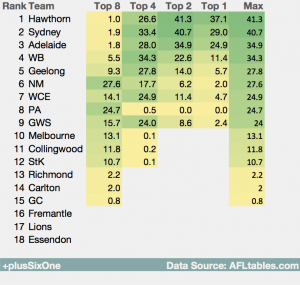 Rank Team Top 8 Top 4 Top 2 Top 1 Max
1 Hawthorn 1.0 26.6 41.3 37.1 41.3
2 Sydney 1.9 33.4 40.7 29.0 40.7
3 Adelaide 1.8 28.0 34.9 24.9 34.9
4 WB 5.5 34.3 22.6 11.4 34.3
5 Geelong 9.3 27.8 14.0 5.7 27.8
6 NM 27.6 17.7 6.2 2.0 27.6
7 WCE 14.1 24.9 11.4 4.7 24.9
8 PA 24.7 0.5 0.0 0.0 24.7
9 GWS 15.7 24.0 8.6 2.4 24
10 Melbourne 13.1 0.1 13.1
11 Collingwood 11.8 0.2 11.8
12 StK 10.7 0.1 10.7
13 Richmond 2.2 2.2
14 Carlton 2.0 2
15 GC 0.8 0.8
16 Fremantle
17 Lions
18 Essendon
+plusSixOne Data Source: AFLtables.com